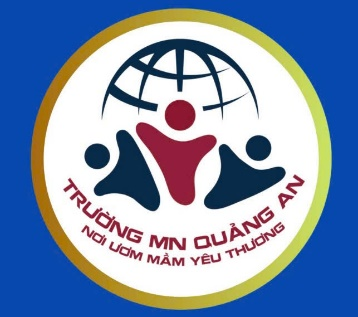 TRƯỜNG MN QUẢNG AN
NƠI ƯƠM MẦM YÊU THƯƠNG